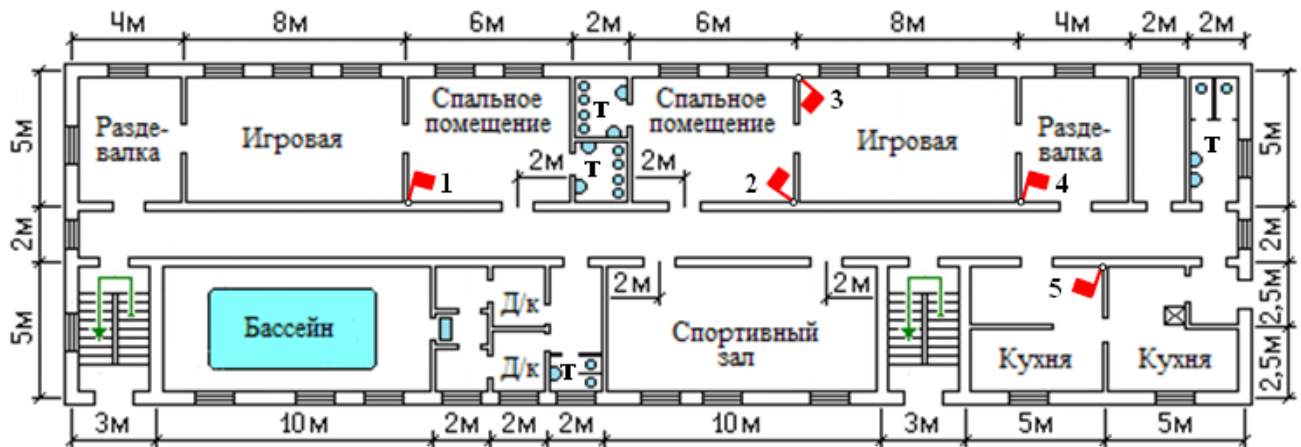 4м 8м 6м 2м 6м 8м 4м 2м 2м
5м
Разде-
валка
Игровая
Спальное
помещение
Т
Т
2м
1
Спальное
помещение
2м
2
3
Игровая
Разде-
валка
4
Т
5м
2м
2м
5м
Бассейн
Д/к
Д/к
Т
2м
2м
Спортивный
зал
5
Кухня
Кухня
2,5м
2,5м
3м 10м 2м 2м 2м 10м 3м 5м 5м